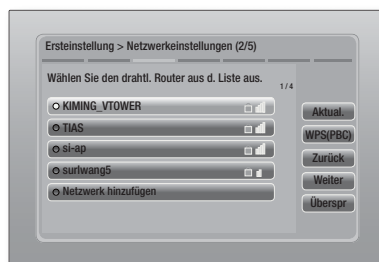 Ersteinstellung > Netzwerkeinstellungen (2/5)
Wählen Sie den drahtl. Router aus d. Liste aus.
1/4
KIMING_VTOWER
TIAS
si-ap
surlwang5
Netzwerk hinzufügen
Aktual.
WPS(PBC)
Zurück
Weiter
Überspr